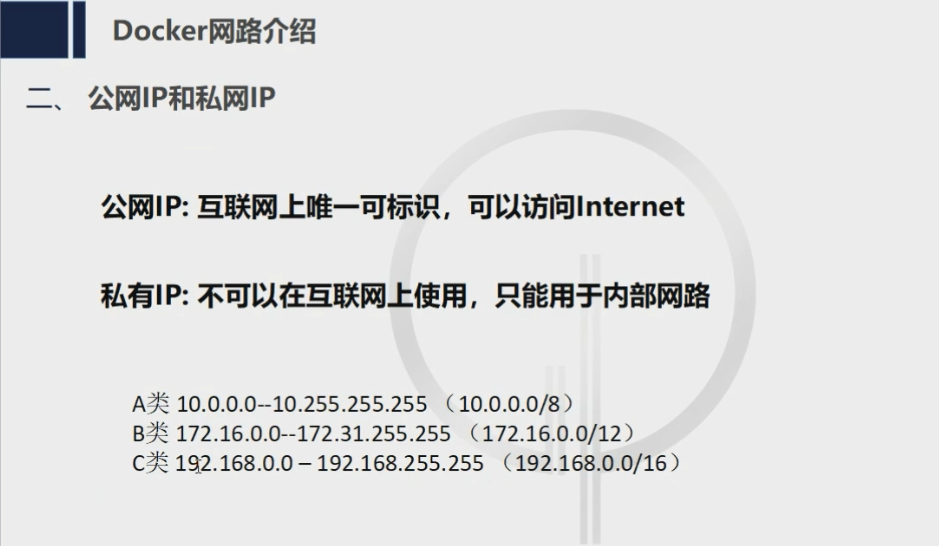 Docker网路介绍
二、 公网IP和私网IP
公网IP: 互联网上唯一可标识，可以访问Internet
私有IP: 不可以在互联网上使用，只能用于内部网路
A类 10.0.0.0--10.255.255.255 （10.0.0.0/8）
B类 172.16.0.0--172.31.255.255 （172.16.0.0/12）
C类 192.168.0.0 – 192.168.255.255 （192.168.0.0/16）